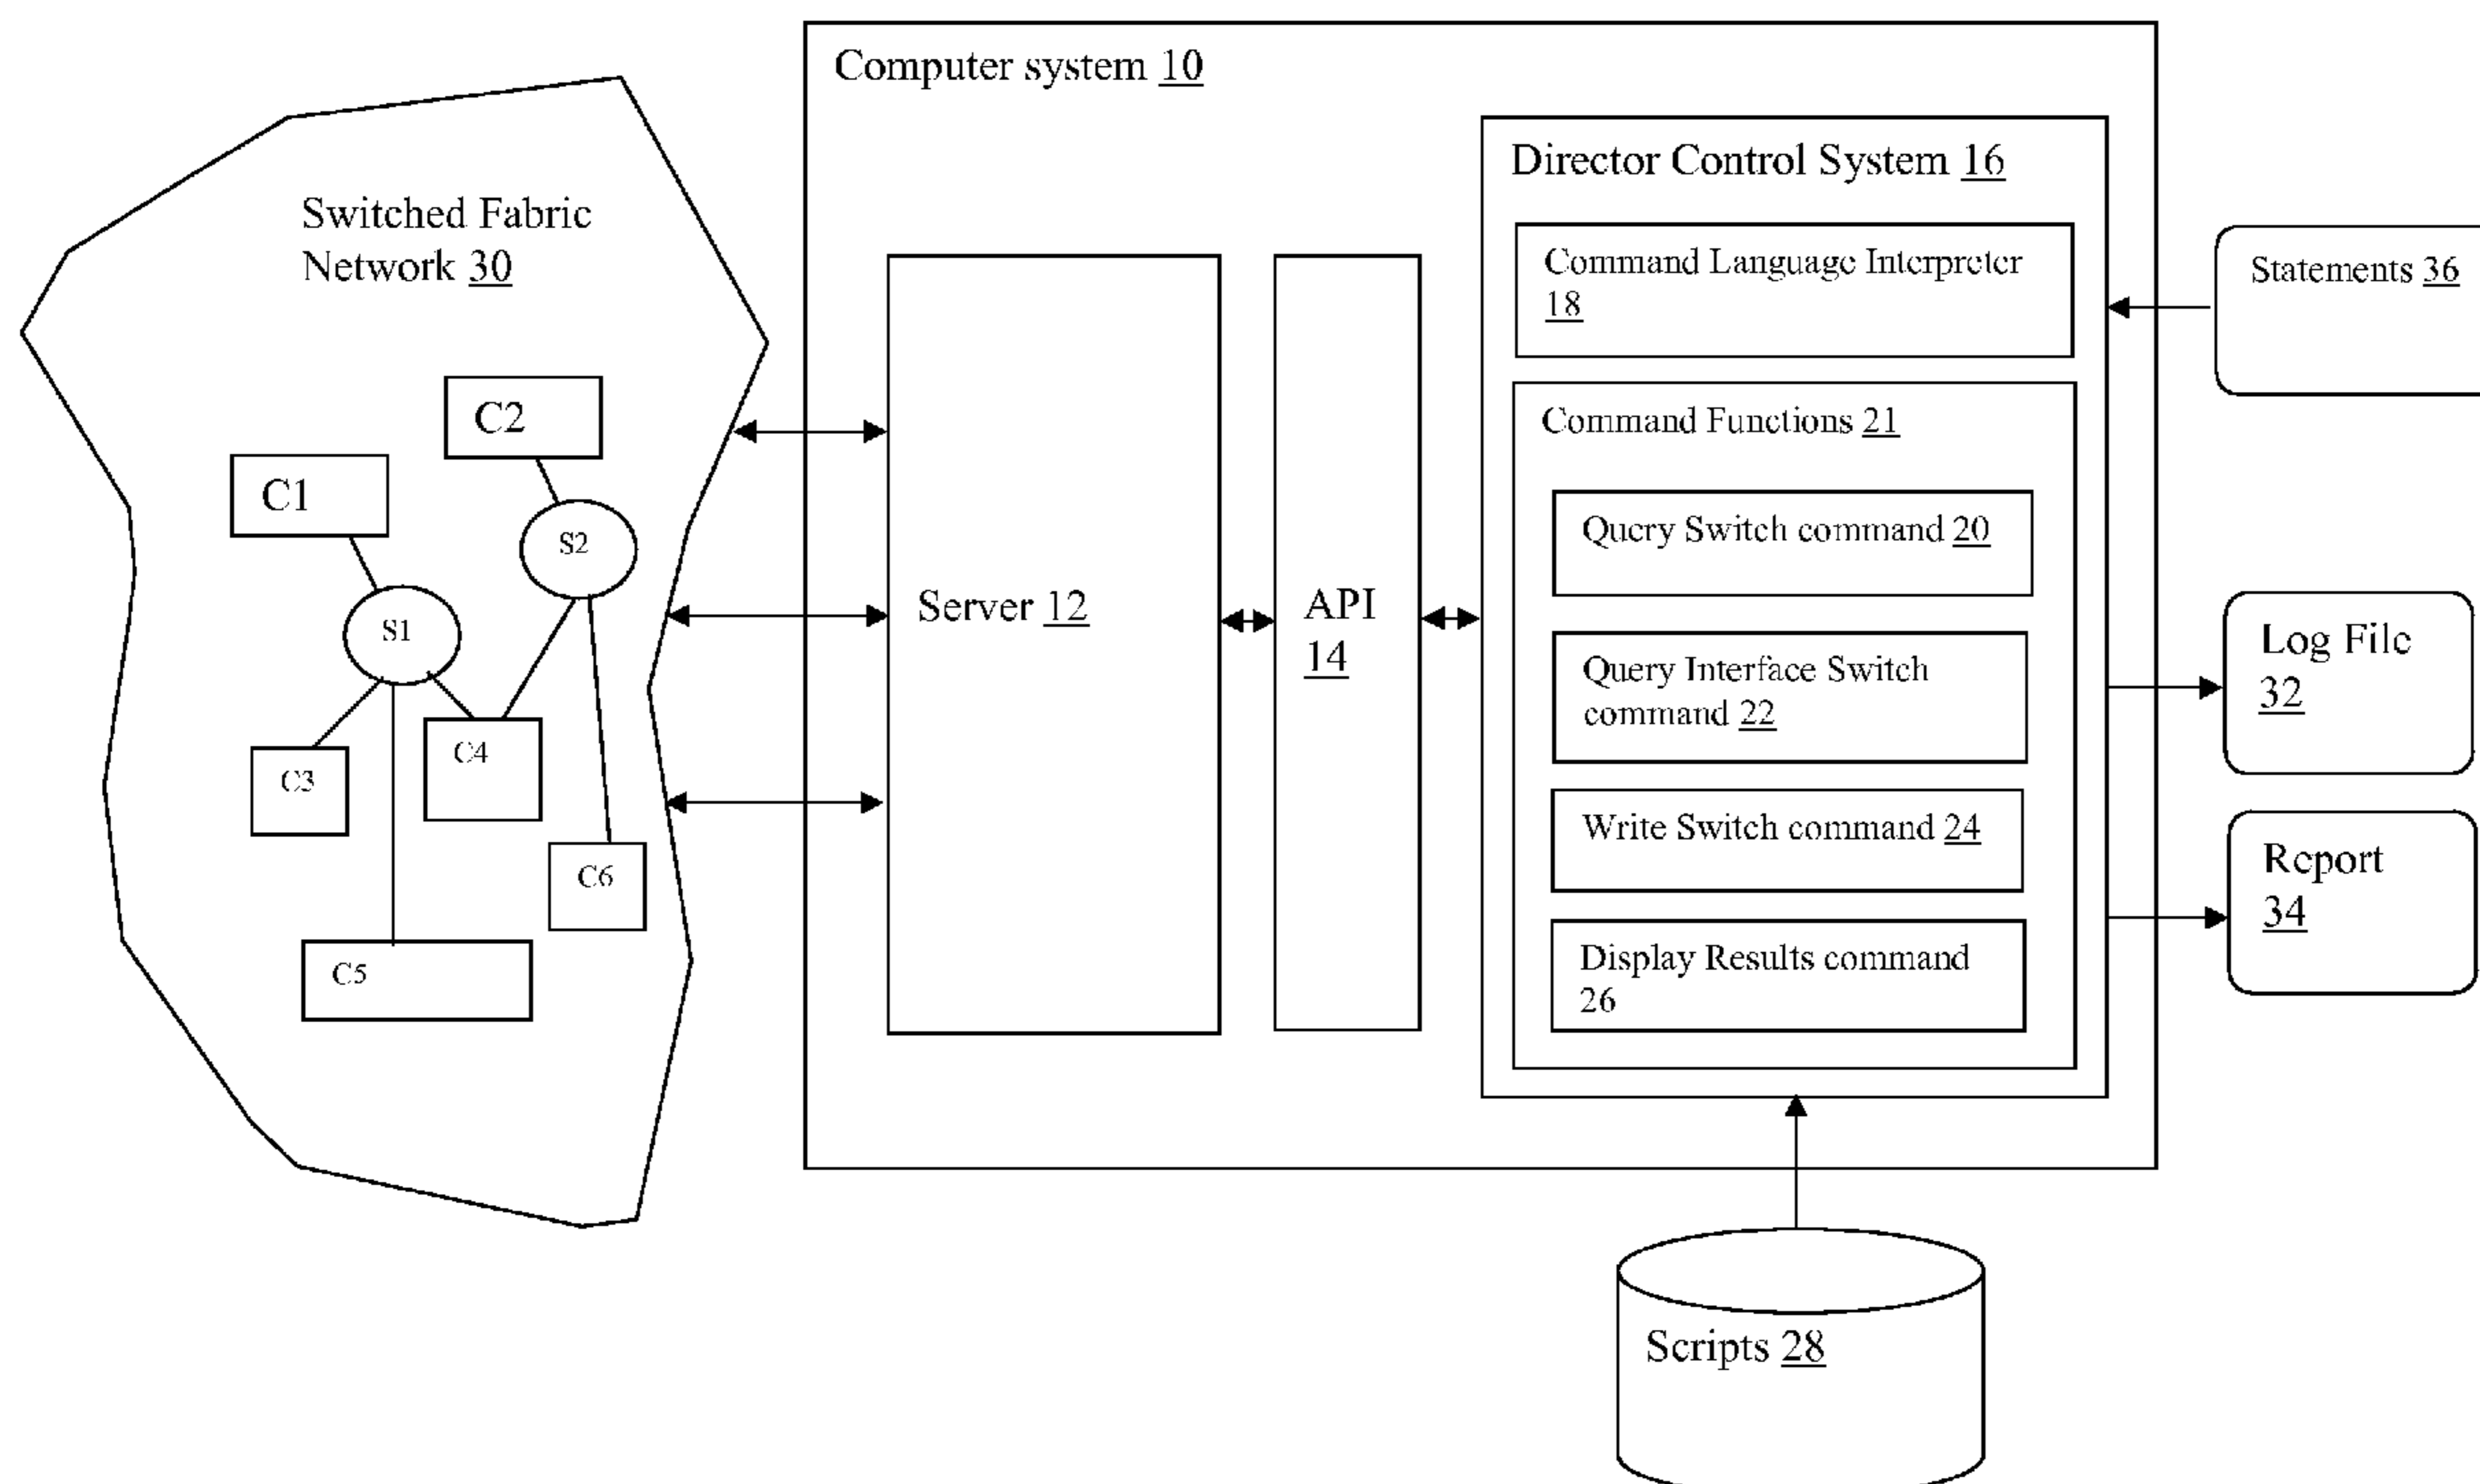 Computer system 10
Switched Fabric
Network 30
C2
C1
S2
S1
C3
C4
C6
C5
Server 12
API
14
Director Control System 16
Command Language Interpreter
18
Command Functions 21
Query Switch command 20
Query Interface Switch
command 22
Write Switch command 24
Display Results command
26
Statements 36
Log File
32
Report
34
Scripts 28